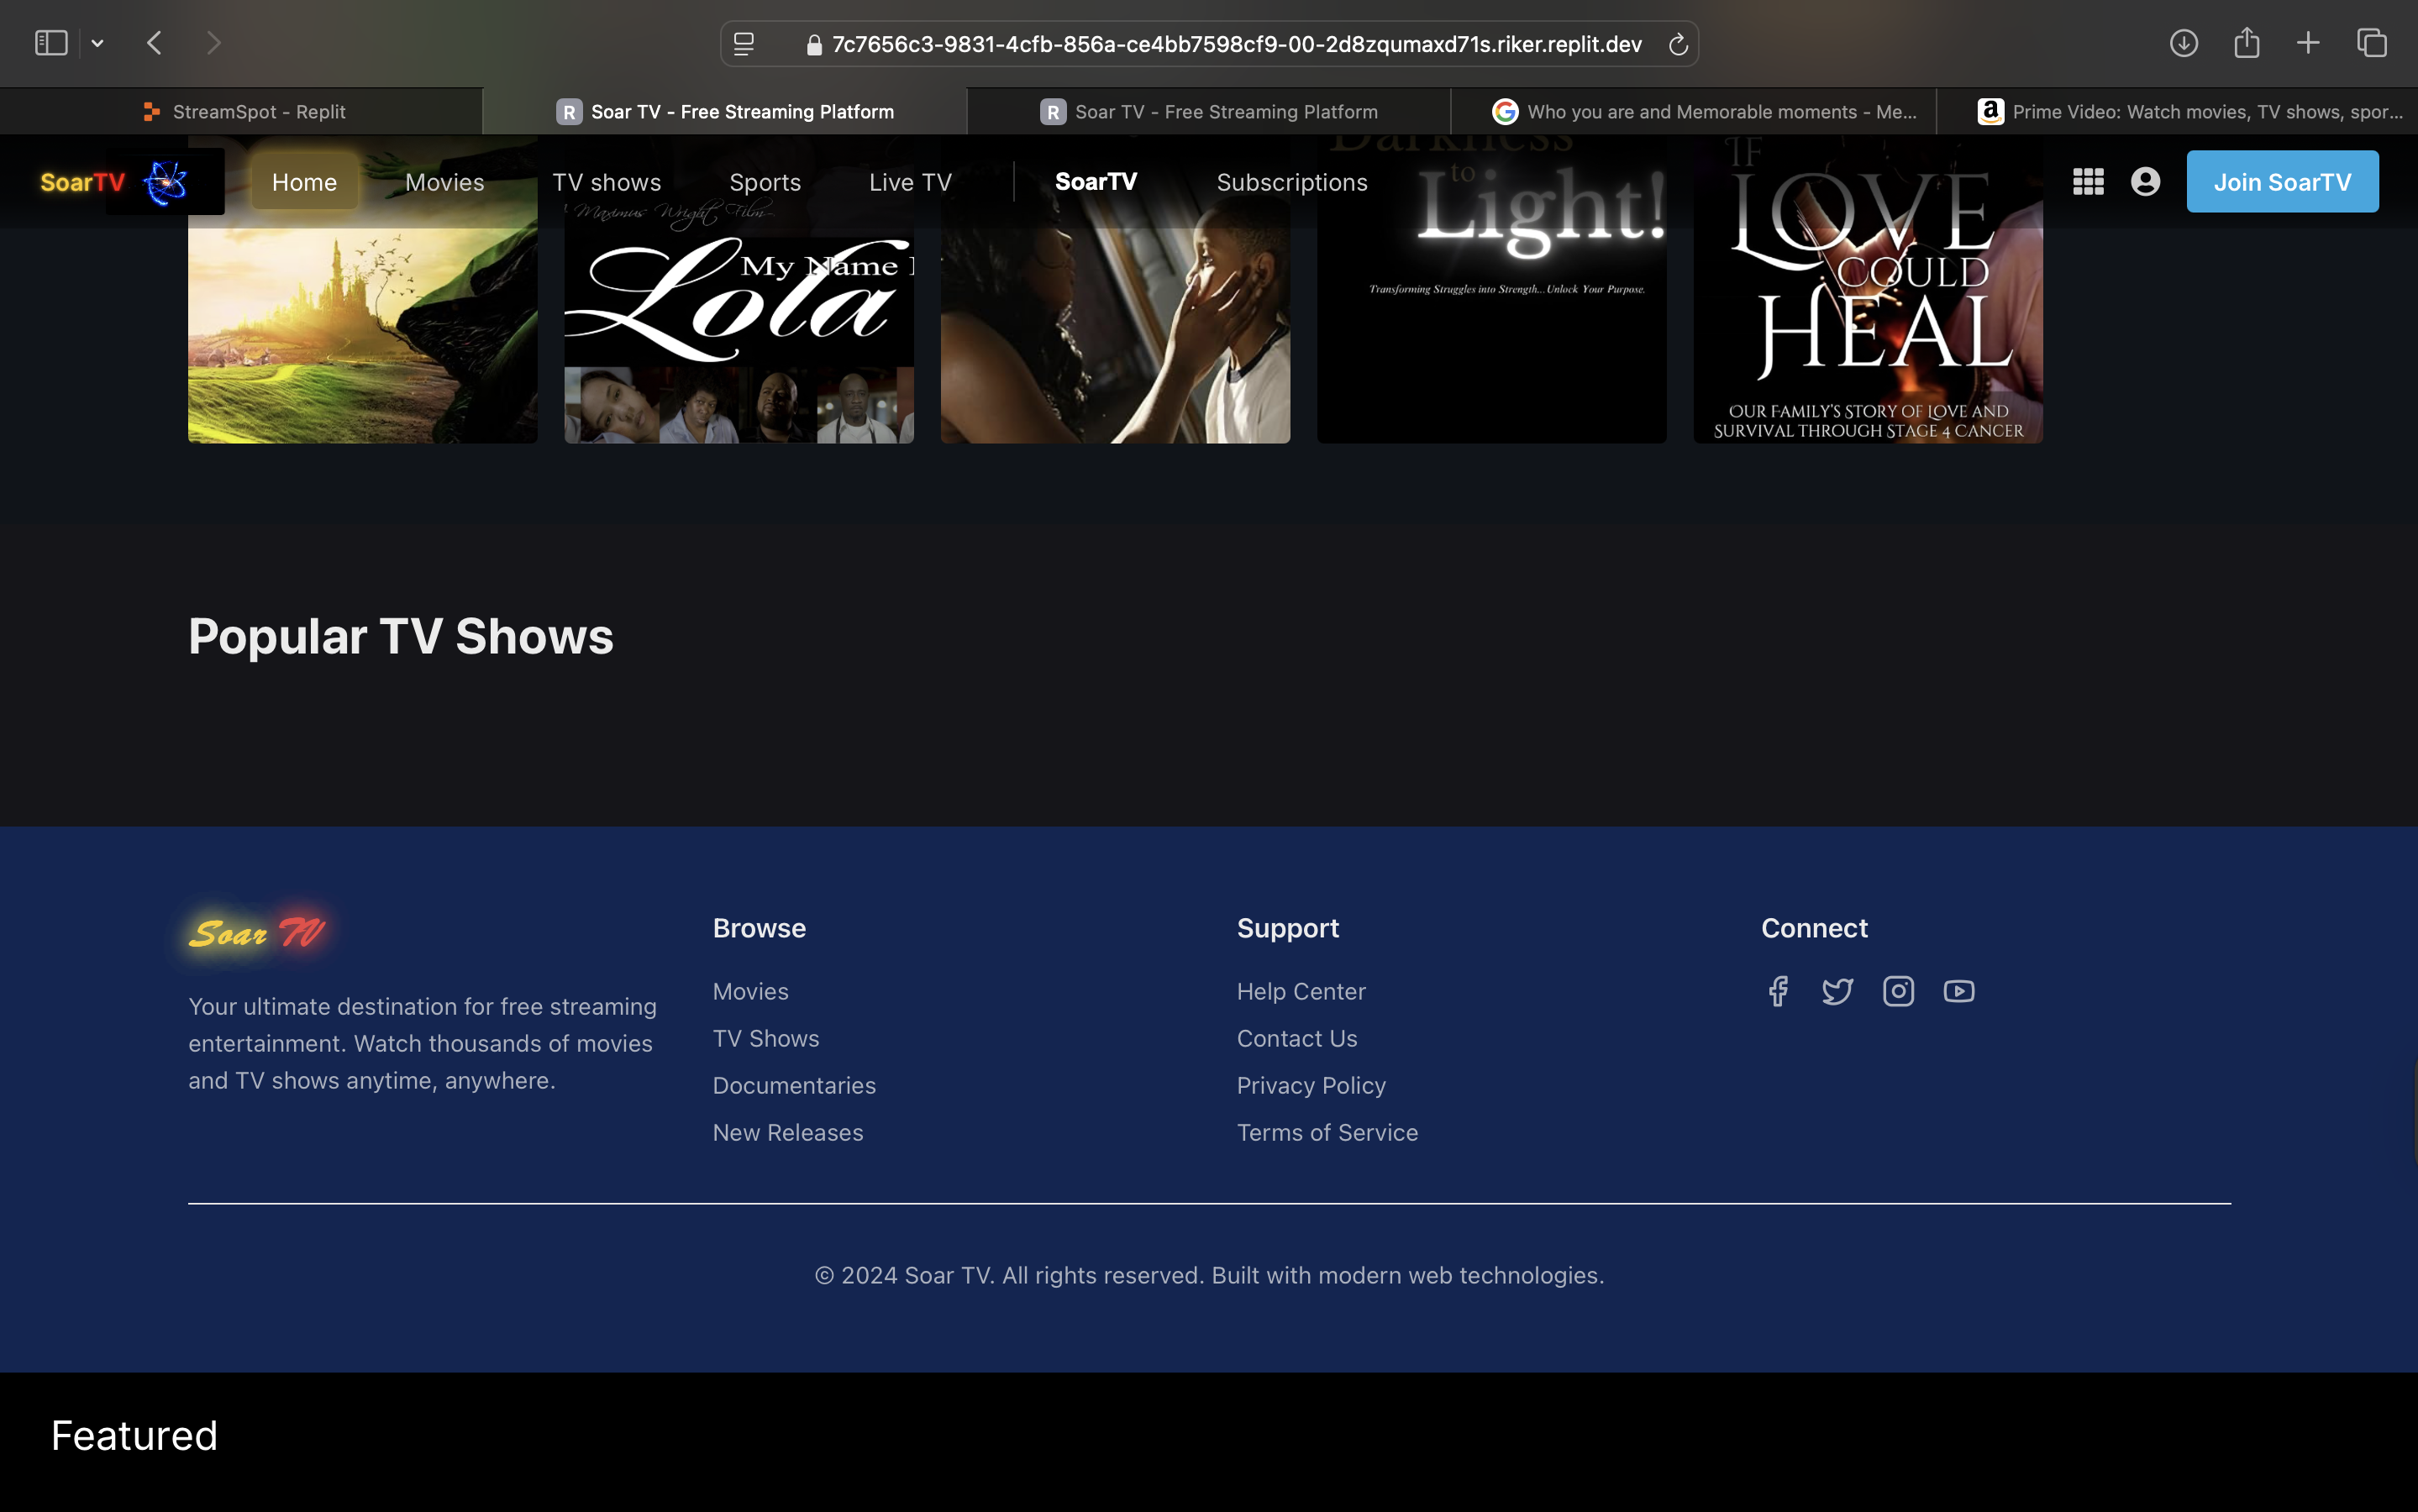 7c7656c3-9831-4cfb-856a-ce4bb7598cf9-00-2d8zqumaxd71s.riker.replit.dev
StreamSpot - Replit
R Soar TV - Free Streaming Platform
R Soar TV - Free Streaming Platform
G Who you are and Memorable moments - Me...
a Prime Video: Watch movies, TV shows, spor...
SoarTV
Home
Movies
TV shows
Sports
Live TV
SoarTV
Subscriptions
Join SoarTV
Maximus Wright Film
My Name I
Lola
Darkness
to
Light!
Transforming Struggles into Strength...Unlock Your Purpose.
IF
LOVE
COULD
HEAL
OUR FAMILY'S STORY OF LOVE AND
SURVIVAL THROUGH STAGE 4 CANCER
Popular TV Shows
Soar TV
Your ultimate destination for free streaming
entertainment. Watch thousands of movies
and TV shows anytime, anywhere.
Browse
Movies
TV Shows
Documentaries
New Releases
Support
Help Center
Contact Us
Privacy Policy
Terms of Service
Connect
© 2024 Soar TV. All rights reserved. Built with modern web technologies.
Featured